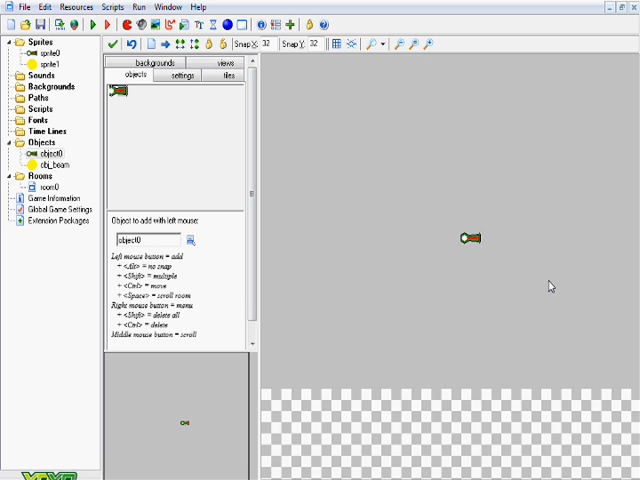 File Edit Resources Scripts Run Window Help
Snap X: 32 Snap Y: 32
Sprites
sprite0
sprite1
Sounds
Backgrounds
Paths
Scripts
Fonts
Time Lines
Objects
object0
obj_beam
Rooms
room0
Game Information
Global Game Settings
Extension Packages
backgrounds views
objects settings tiles
Object to add with left mouse:
object0
Left mouse button = add
+ <Alt> = no snap
+ <Shift> = multiple
+ <Ctrl> = move
+ <Space> = scroll room
Right mouse button = menu
+ <Shift> = delete all
+ <Ctrl> = delete
Middle mouse button = scroll
YOYO